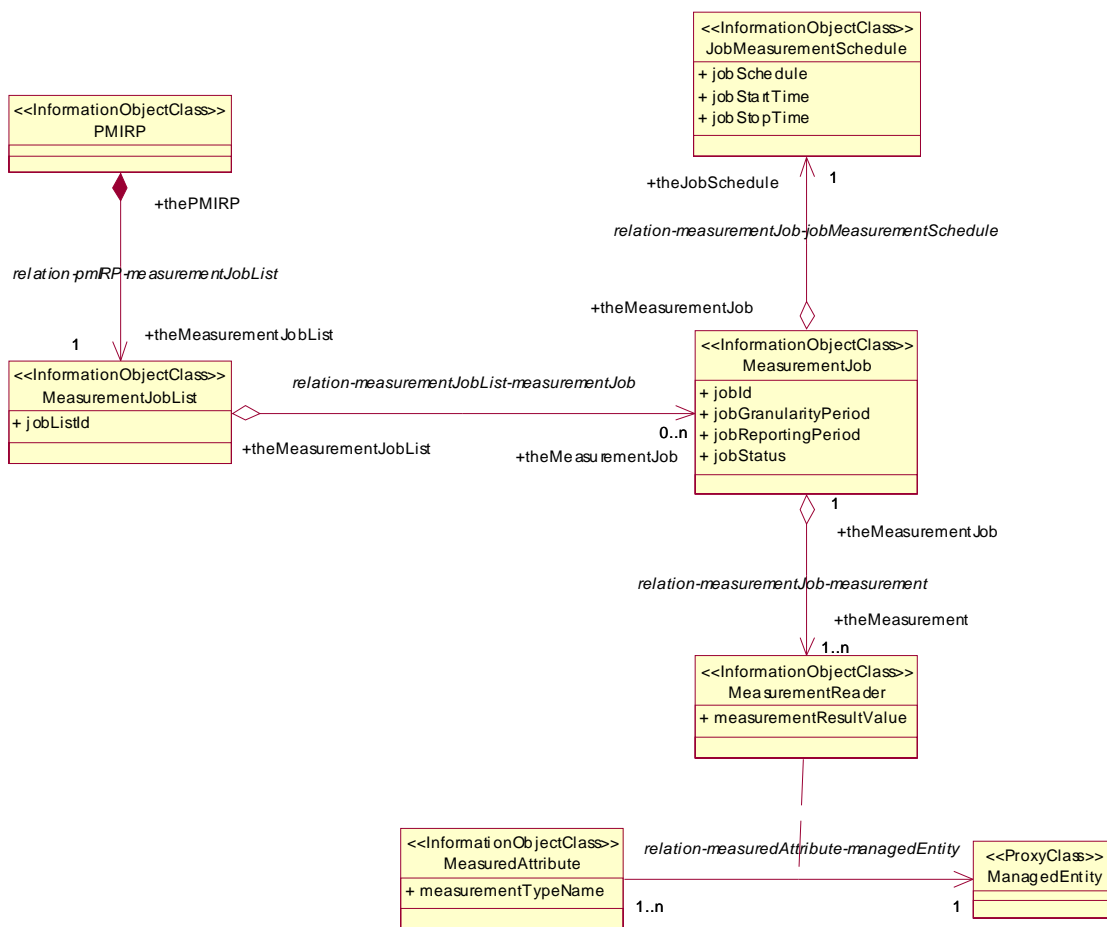 <<InformationObjectClass>>
JobMeasurementSchedule
+ jobSchedule
+ jobStartTime
+ jobStopTime
<<InformationObjectClass>>
PMIRP
+thePMIRP
+theJobSchedule
1
relation-measurementJob-jobMeasurementSchedule
relation-pmIRP-measurementJobList
+theMeasurementJob
1
+theMeasurementJobList
<<InformationObjectClass>>
MeasurementJobList
+ jobListId
relation-measurementJobList-measurementJob
+theMeasurementJobList
0..n
+theMeasurementJob
<<InformationObjectClass>>
MeasurementJob
+ jobId
+ jobGranularityPeriod
+ jobReportingPeriod
+ jobStatus
1
+theMeasurementJob
relation-measurementJob-measurement
+theMeasurement
1..n
<<InformationObjectClass>>
MeasurementReader
+ measurementResultValue
<<InformationObjectClass>>
MeasuredAttribute
+ measurementTypeName
relation-measuredAttribute-managedEntity
1..n
1
<<ProxyClass>>
ManagedEntity